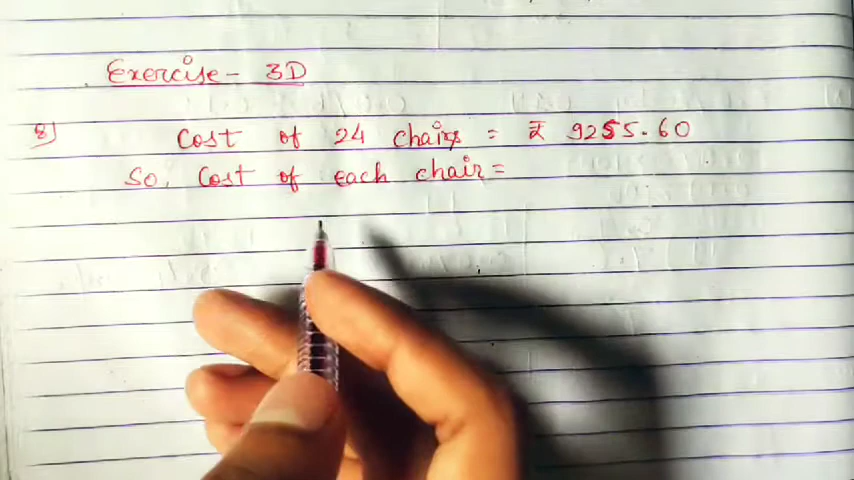 Exercise- 3D
8) Cost of 24 chairs = ₹ 9255.60
So, Cost of each chair =